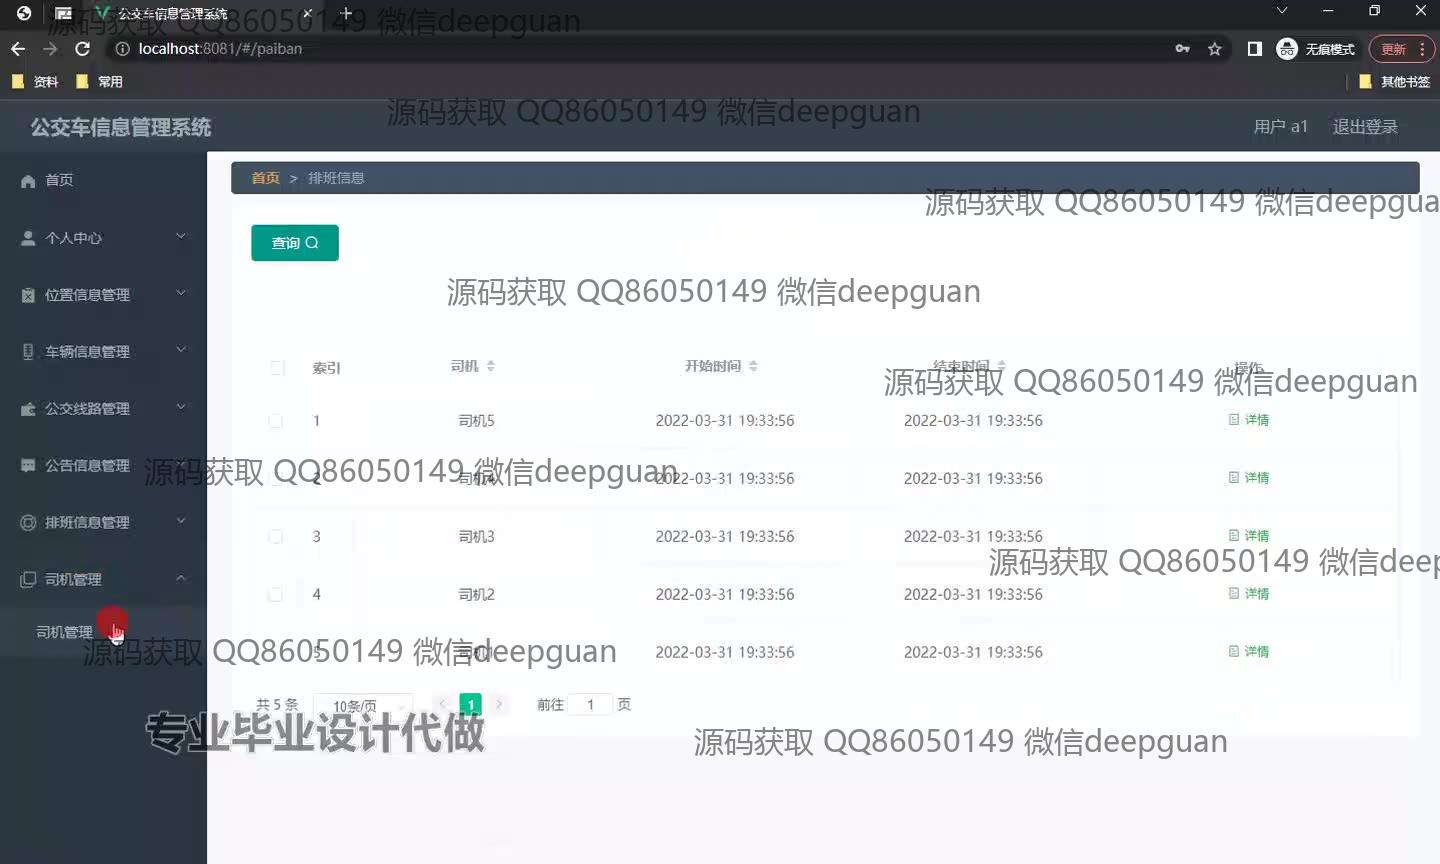 公交车信息管理系统
源码获取 QQ86050149 微信deepguan
localhost:8081/#/paiban
无痕模式
更新
资料
常用
其他书签
源码获取 QQ86050149 微信deepguan
公交车信息管理系统
用户 a1
退出登录
首页
个人中心
位置信息管理
车辆信息管理
公交线路管理
公告信息管理
排班信息管理
司机管理
司机管理
首页 > 排班信息
源码获取 QQ86050149 微信deepgua
查询
源码获取 QQ86050149 微信deepguan
索引 司机 开始时间 结束时间 操作
源码获取 QQ86050149 微信deepguan
1 司机5 2022-03-31 19:33:56 2022-03-31 19:33:56 详情
源码获取 QQ86050149 微信deepguan
2 司机4 2022-03-31 19:33:56 2022-03-31 19:33:56 详情
3 司机3 2022-03-31 19:33:56 2022-03-31 19:33:56 详情
源码获取 QQ86050149 微信deep
4 司机2 2022-03-31 19:33:56 2022-03-31 19:33:56 详情
源码获取 QQ86050149 微信deepguan
5 司机1 2022-03-31 19:33:56 2022-03-31 19:33:56 详情
共 5 条 10条/页 1 前往 1 页
专业毕业设计代做
源码获取 QQ86050149 微信deepguan